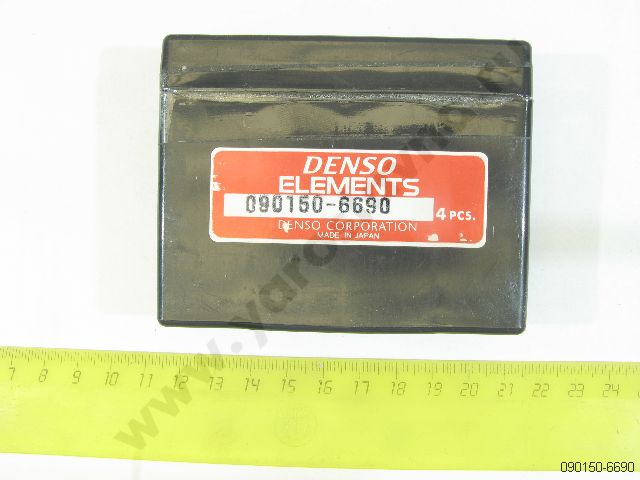 DENSO
ELEMENTS
090150-6690
4 PCS.
DENSO CORPORATION
MADE IN JAPAN
7 8 9 10 11 12 13 14 15 16 17 18 19 20 21 22 23 24
090150-6690